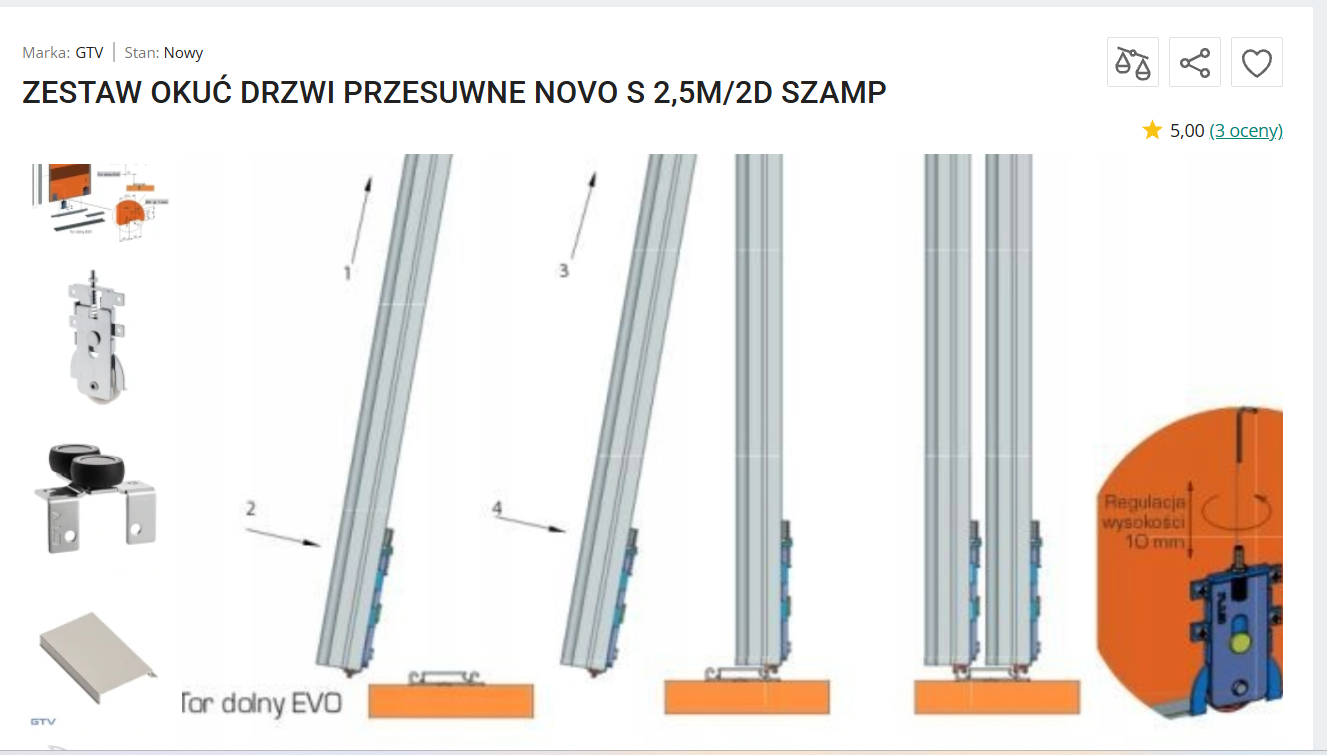 Marka: GTV | Stan: Nowy
ZESTAW OKUĆ DRZWI PRZESUWNE NOVO S 2,5M/2D SZAMP
5,00 (3 oceny)
1
3
2
4
Regulacja
wysokości
10 mm
Tor dolny EVO
GTV